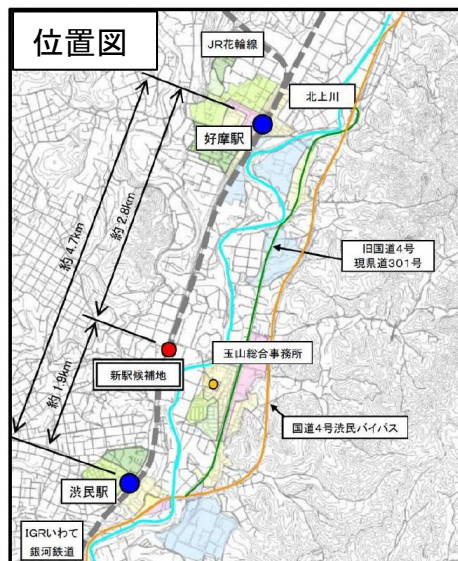 位置図
JR花輪線
北上川
好摩駅
約4.7km
約2.8km
旧国道4号
現県道301号
約1.9km
玉山総合事務所
新駅候補地
国道4号渋民バイパス
渋民駅
IGRいわて
銀河鉄道